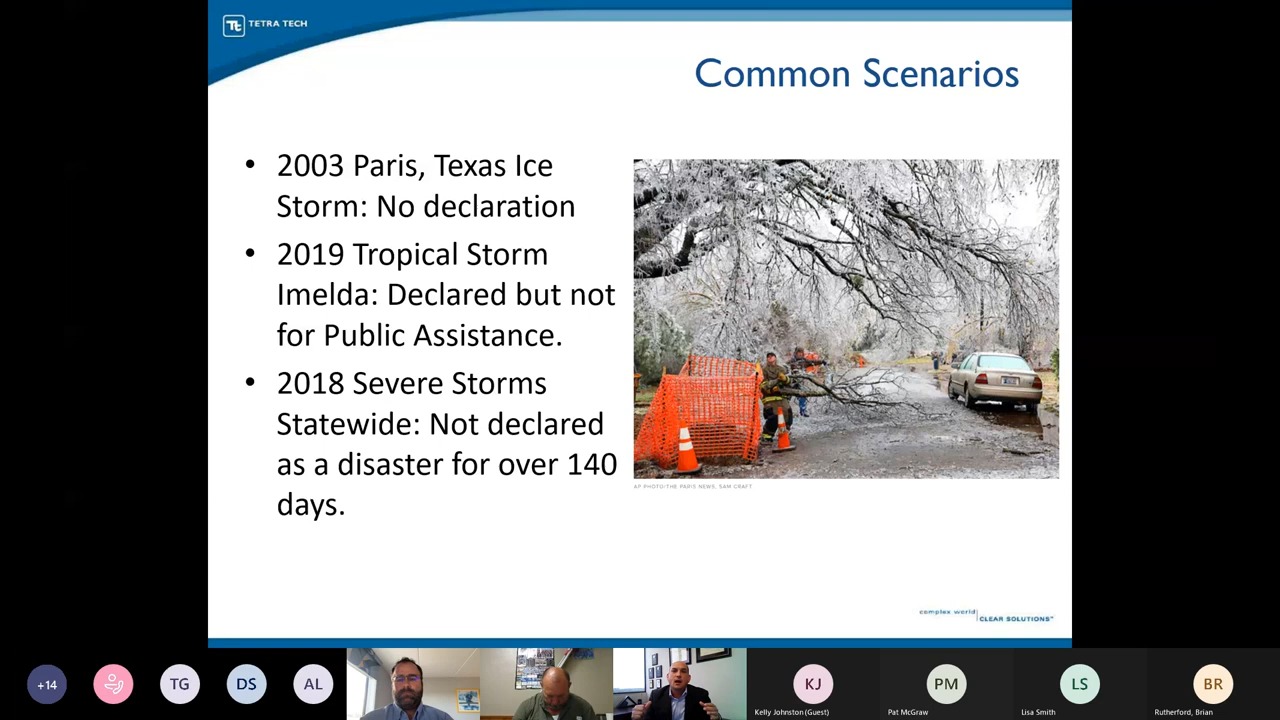 TETRA TECH
Common Scenarios
• 2003 Paris, Texas Ice
Storm: No declaration
• 2019 Tropical Storm
Imelda: Declared but not
for Public Assistance.
• 2018 Severe Storms
Statewide: Not declared
as a disaster for over 140
days.
AP PHOTO/THE PARIS NEWS, SAM CRAFT
complex world
CLEAR SOLUTIONS™
+14
TG
DS
AL
KJ
Kelly Johnston (Guest)
PM
Pat McGraw
LS
Lisa Smith
BR
Rutherford, Brian